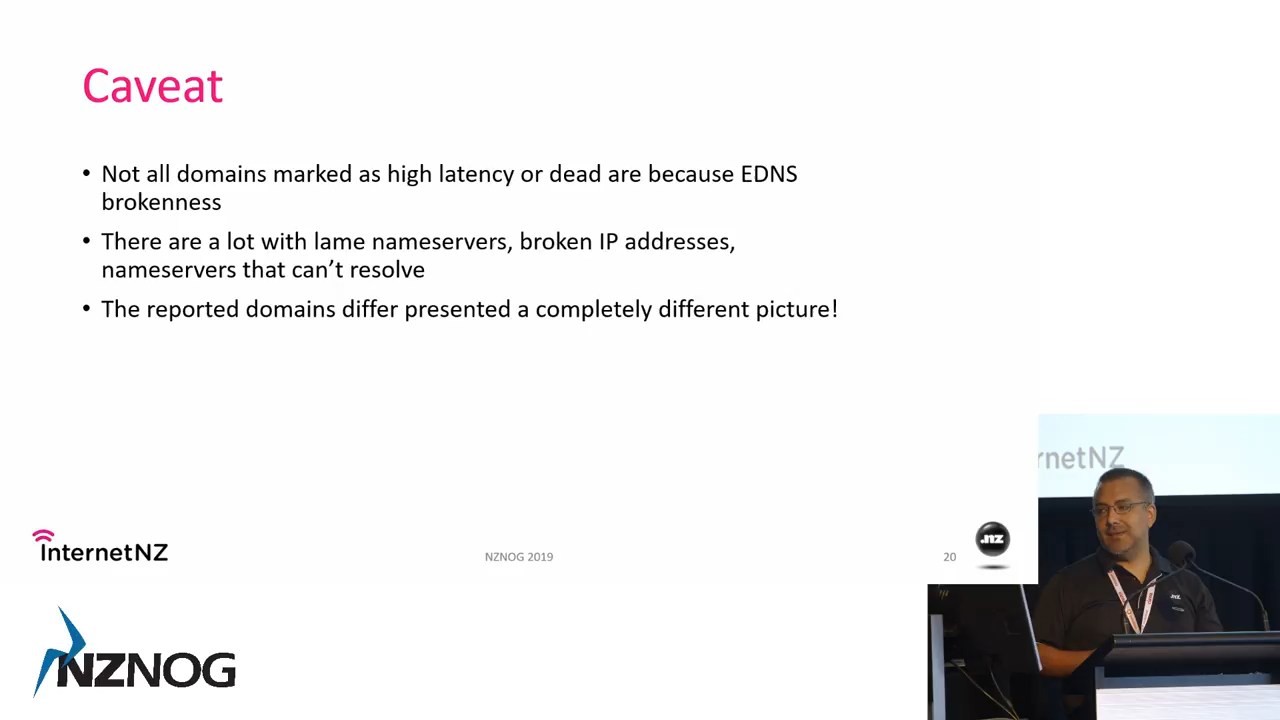 Caveat
• Not all domains marked as high latency or dead are because EDNS
brokenness
• There are a lot with lame nameservers, broken IP addresses,
nameservers that can't resolve
• The reported domains differ presented a completely different picture!
rnetNZ
InternetNZ
NZNOG 2019
20
.nz
NZNOG